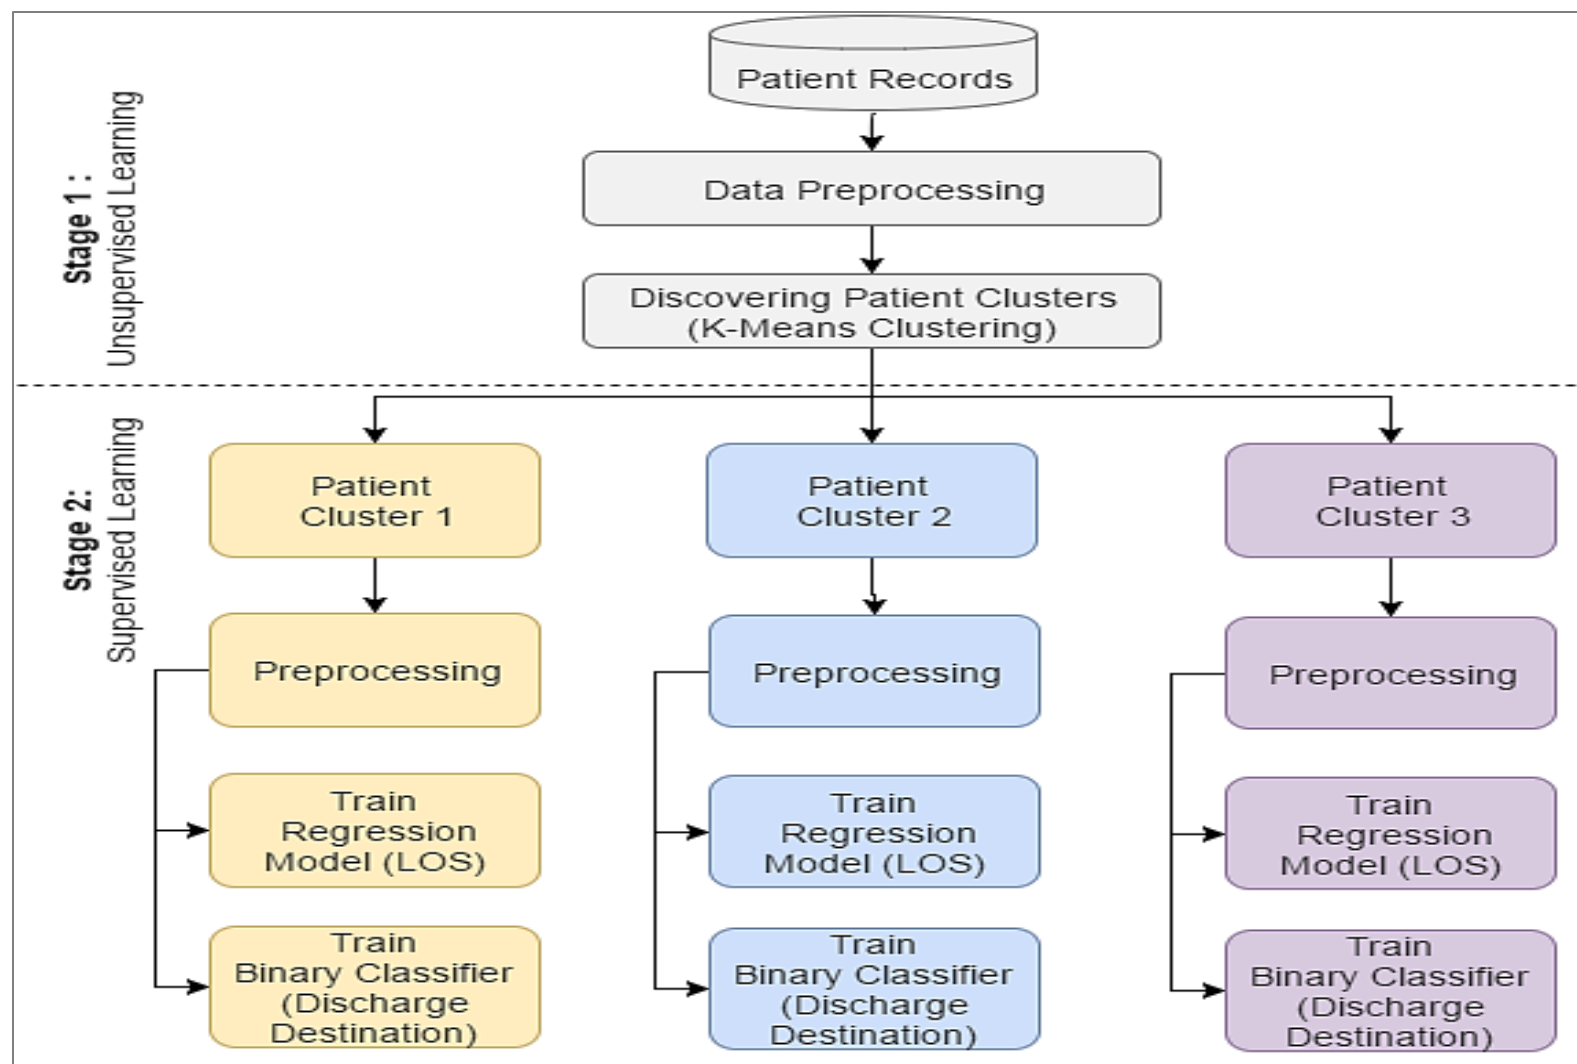 Patient Records
Stage 1 :
Unsupervised Learning
Data Preprocessing
Discovering Patient Clusters
(K-Means Clustering)
Stage 2:
Supervised Learning
Patient
Cluster 1
Patient
Cluster 2
Patient
Cluster 3
Preprocessing
Preprocessing
Preprocessing
Train
Regression
Model (LOS)
Train
Regression
Model (LOS)
Train
Regression
Model (LOS)
Train
Binary Classifier
(Discharge
Destination)
Train
Binary Classifier
(Discharge
Destination)
Train
Binary Classifier
(Discharge
Destination)